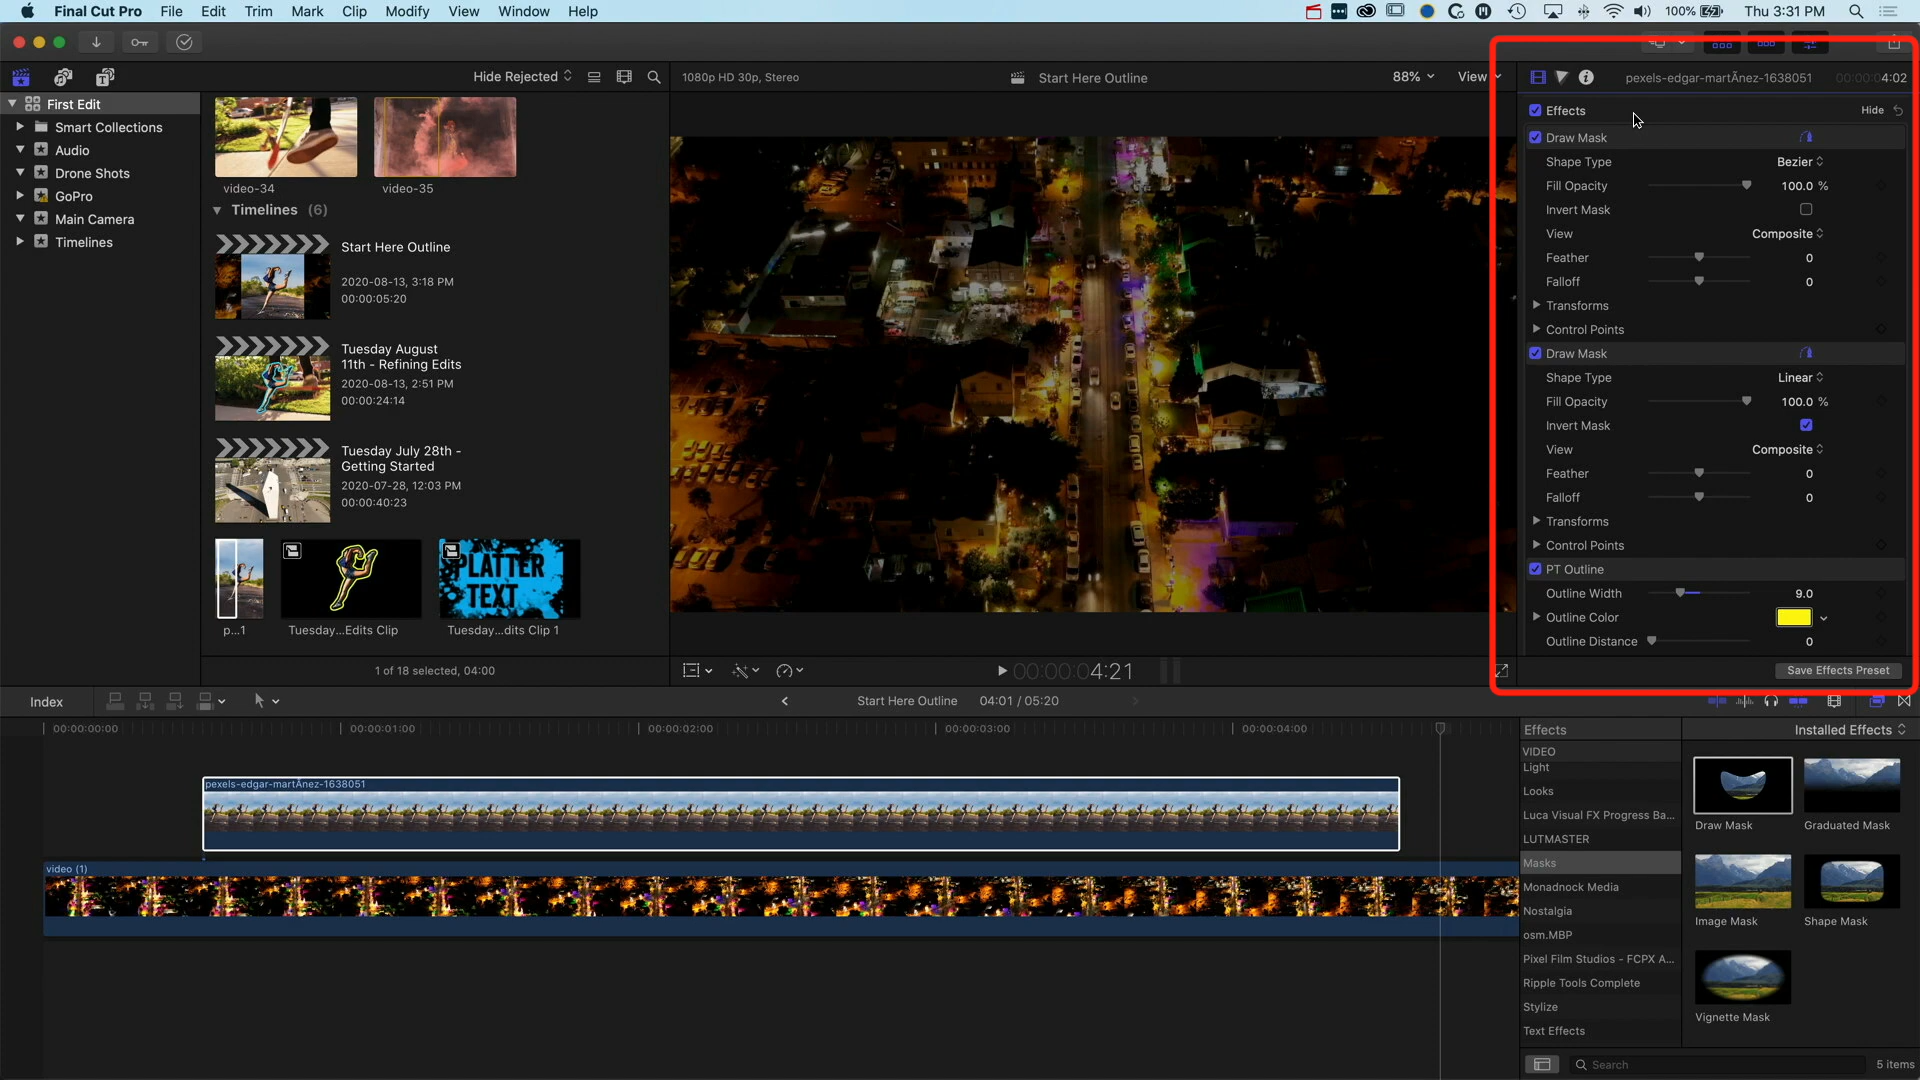 Final Cut Pro File Edit Trim Mark Clip Modify View Window Help
100% Thu 3:31 PM
Hide Rejected
1080p HD 30p, Stereo
Start Here Outline
88%
View
pexels-edgar-martÃnez-1638051
4:02
First Edit
Smart Collections
Audio
Drone Shots
GoPro
Main Camera
Timelines
video-34
video-35
Timelines (6)
Start Here Outline
2020-08-13, 3:18 PM
00:00:05:20
Tuesday August
11th - Refining Edits
2020-08-13, 2:51 PM
00:00:24:14
Tuesday July 28th -
Getting Started
2020-07-28, 12:03 PM
00:00:40:23
PLATTER
TEXT
p...1
Tuesday...Edits Clip
Tuesday...dits Clip 1
1 of 18 selected, 04:00
00:00:04:21
Effects
Hide
Draw Mask
Shape Type Bezier
Fill Opacity 100.0 %
Invert Mask
View Composite
Feather 0
Falloff 0
Transforms
Control Points
Draw Mask
Shape Type Linear
Fill Opacity 100.0 %
Invert Mask
View Composite
Feather 0
Falloff 0
Transforms
Control Points
PT Outline
Outline Width 9.0
Outline Color
Outline Distance 0
Save Effects Preset
Index
Start Here Outline 04:01 / 05:20
00:00:00:00
00:00:01:00
00:00:02:00
00:00:03:00
00:00:04:00
pexels-edgar-martÃnez-1638051
video (1)
Effects
Installed Effects
VIDEO
Light
Looks
Luca Visual FX Progress Ba...
LUTMASTER
Masks
Monadnock Media
Nostalgia
osm.MBP
Pixel Film Studios - FCPX A...
Ripple Tools Complete
Stylize
Text Effects
Draw Mask
Graduated Mask
Image Mask
Shape Mask
Vignette Mask
Search
5 items